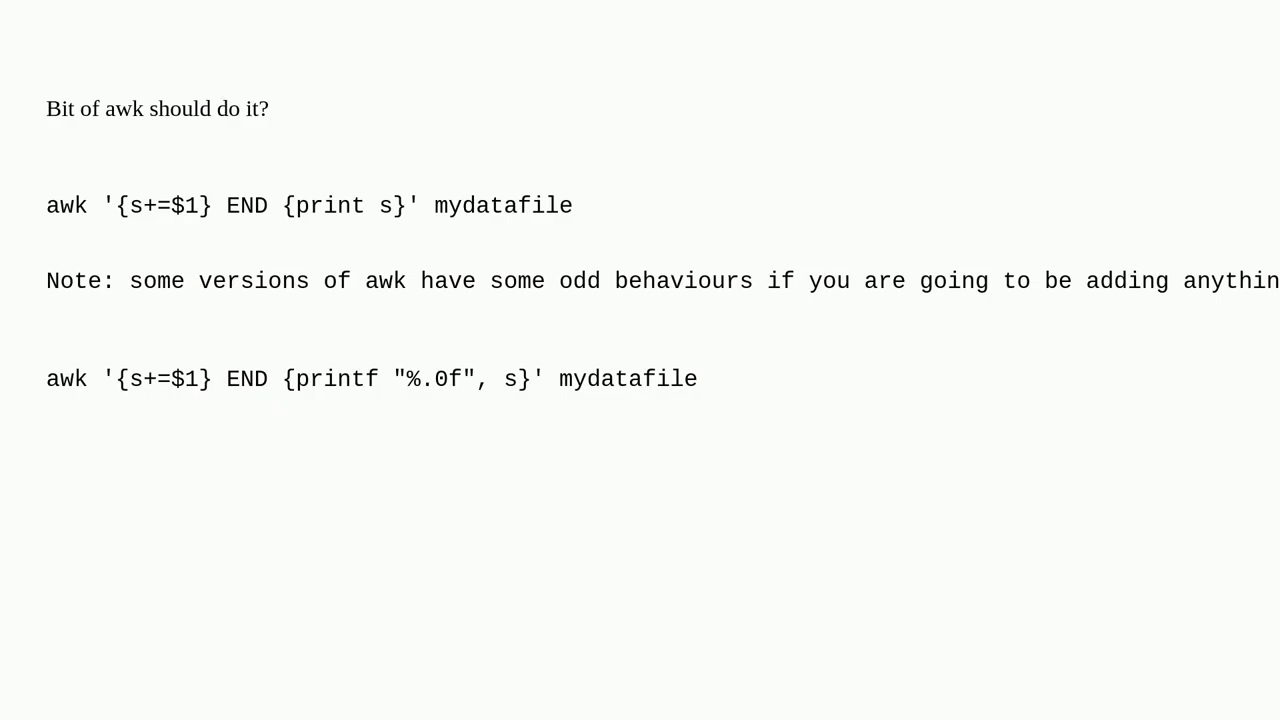 Bit of awk should do it?
awk '{s+=$1} END {print s}' mydatafile
Note: some versions of awk have some odd behaviours if you are going to be adding anythin
awk '{s+=$1} END {printf "%.0f", s}' mydatafile